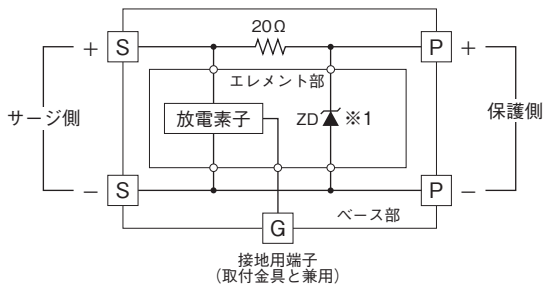 20Ω
+ S
P +
エレメント部
放電素子
ZD ※1
サージ側
保護側
− S
P −
G
ベース部
接地用端子
（取付金具と兼用）